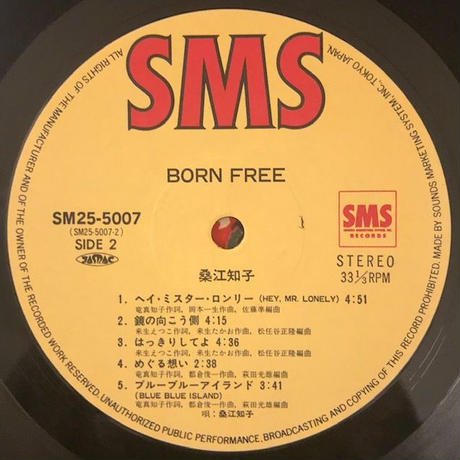 SMS
BORN FREE
SM25-5007
(SM25-5007-2)
SIDE 2
JASRAC
SMS
RECORDS
STEREO
33⅓RPM
桑江知子
1. ヘイ・ミスター・ロンリー (HEY, MR. LONELY) 4:51
竜真知子作詞, 岡本一生作曲, 佐藤準編曲
2. 鏡の向こう側 4:15
来生えつこ作詞, 来生たかお作曲, 松任谷正隆編曲
3. はっきりしてよ 4:36
来生えつこ作詞, 来生たかお作曲, 松任谷正隆編曲
4. めぐる想い 2:38
竜真知子作詞, 都倉俊一作曲, 萩田光雄編曲
5. ブルーブルーアイランド 3:41
(BLUE BLUE ISLAND)
竜真知子作詞, 都倉俊一作曲, 萩田光雄編曲
唄：桑江知子
ALL RIGHTS OF THE MANUFACTURER AND OF THE OWNER OF THE RECORDED WORK RESERVED. UNAUTHORIZED PUBLIC PERFORMANCE, BROADCASTING AND COPYING OF THIS RECORD PROHIBITED. MADE BY SOUNDS MARKETING SYSTEM, INC., TOKYO JAPAN.